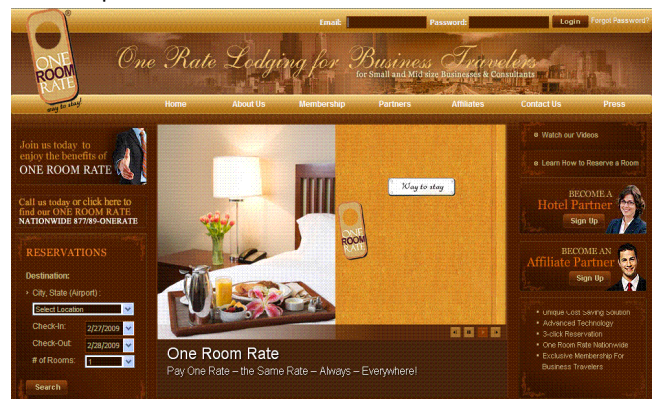 Email:
Password:
Login
Forgot Password?
ONE
ROOM
RATE
way to stay!
One Rate Lodging for Business Travelers
for Small and Mid size Businesses & Consultants
Home
About Us
Membership
Partners
Affiliates
Contact Us
Press
Join us today to
enjoy the benefits of
ONE ROOM RATE
Call us today or click here to
find our ONE ROOM RATE
NATIONWIDE 877/89-ONERATE
RESERVATIONS
Destination:
City, State (Airport) :
Select Location
Check-In:
2/27/2009
Check-Out:
2/28/2009
# of Rooms:
1
Search
Way to stay
ONE
ROOM
RATE
One Room Rate
Pay One Rate – the Same Rate – Always – Everywhere!
Watch our Videos
Learn How to Reserve a Room
BECOME A
Hotel Partner
Sign Up
BECOME AN
Affiliate Partner
Sign Up
Unique Cost Saving Solution
Advanced Technology
3-click Reservation
One Room Rate Nationwide
Exclusive Membership For
Business Travelers